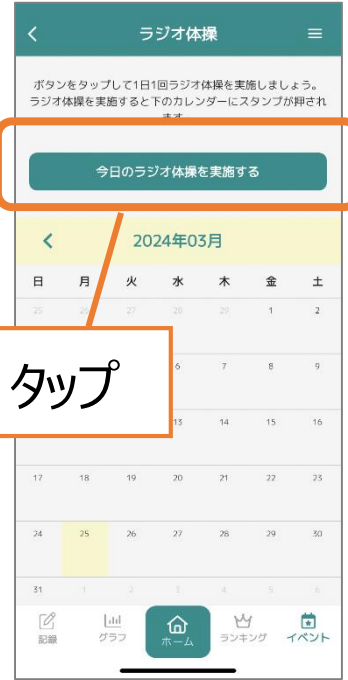 ラジオ体操
ボタンをタップして1日1回ラジオ体操を実施しましょう。
ラジオ体操を実施すると下のカレンダーにスタンプが押され
ます
今日のラジオ体操を実施する
2024年03月
日 月 火 水 木 金 土
25 26 27 28 29 1 2
タップ
6 7 8 9
13 14 15 16
17 18 19 20 21 22 23
24 25 26 27 28 29 30
31 1 2 3 4 5 6
記録 グラフ ホーム ランキング イベント